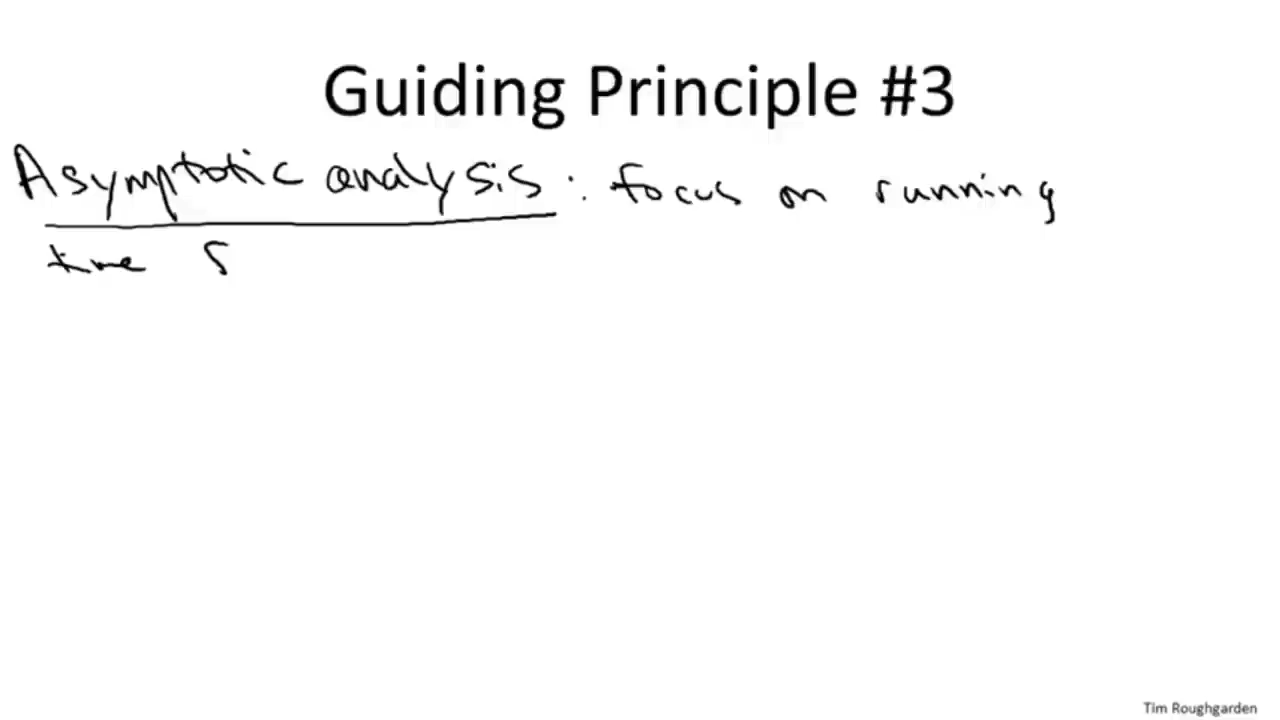 Guiding Principle #3
Asymptotic analysis : focus on running
time
Tim Roughgarden